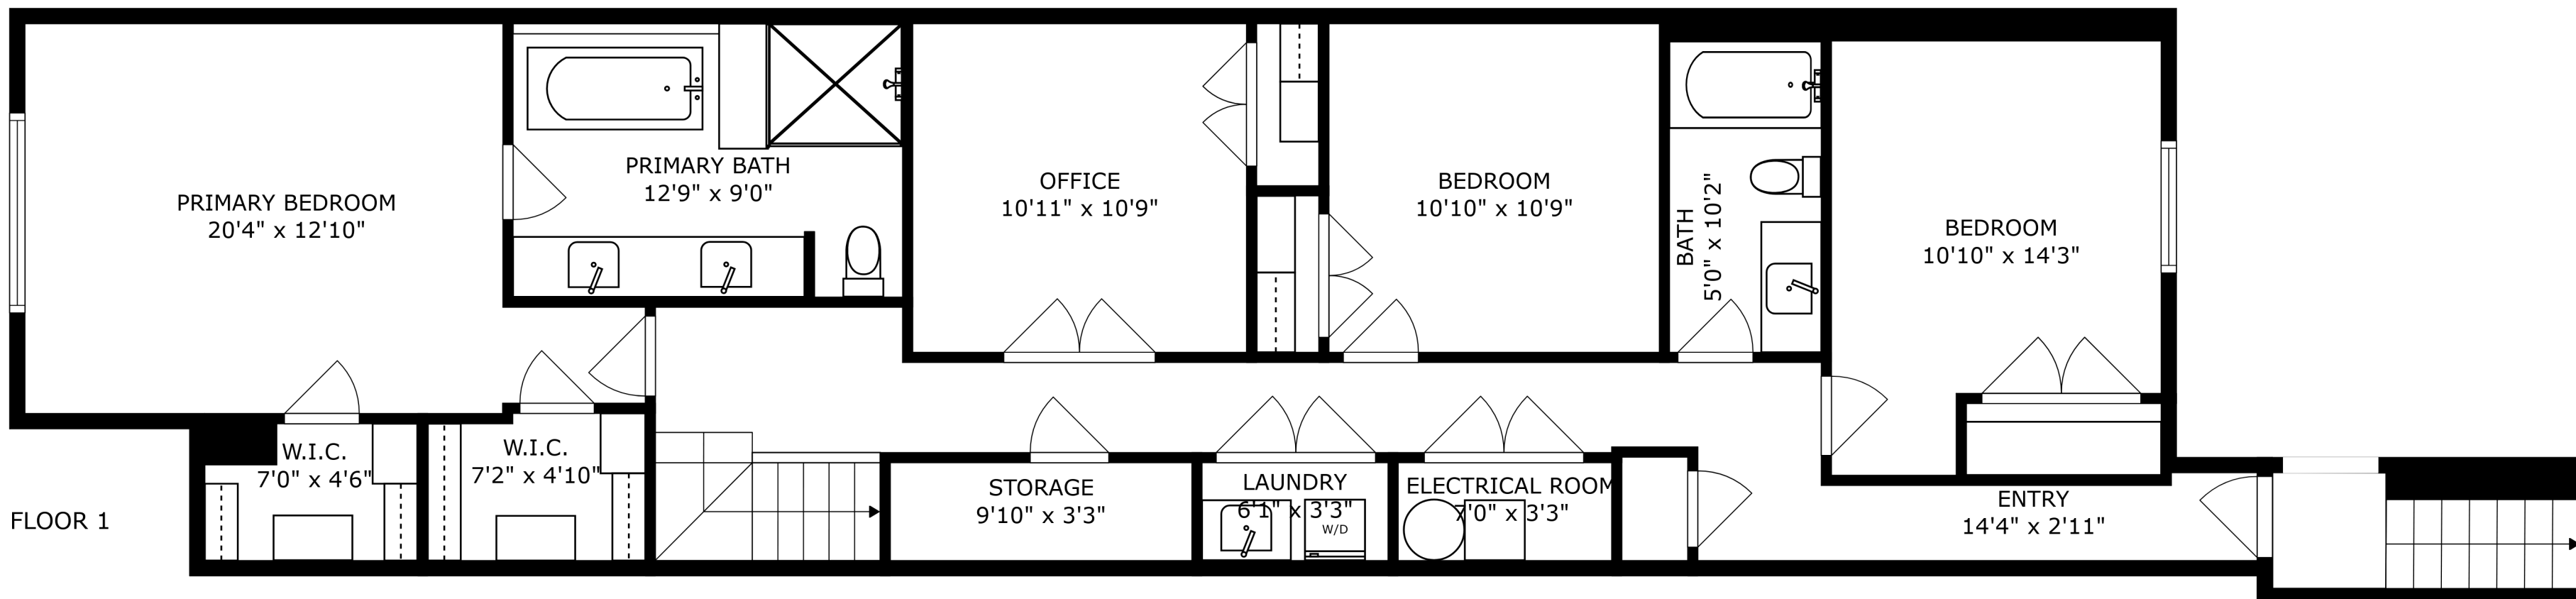 PRIMARY BEDROOM
20'4" x 12'10"
PRIMARY BATH
12'9" x 9'0"
OFFICE
10'11" x 10'9"
BEDROOM
10'10" x 10'9"
BATH
5'0" x 10'2"
BEDROOM
10'10" x 14'3"
W.I.C.
7'0" x 4'6"
W.I.C.
7'2" x 4'10"
STORAGE
9'10" x 3'3"
LAUNDRY
6'1" x 3'3"
W/D
ELECTRICAL ROOM
7'0" x 3'3"
ENTRY
14'4" x 2'11"
FLOOR 1